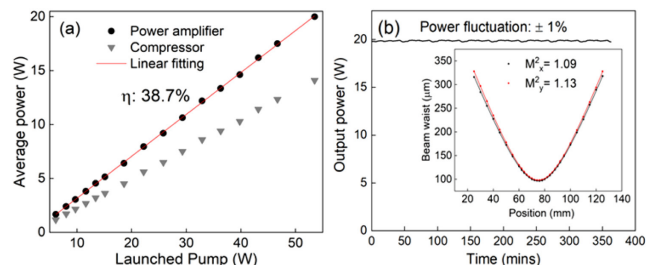 (a)
Power amplifier
Compressor
Linear fitting
η: 38.7%
Average power (W)
20
15
10
5
0
10 20 30 40 50
Launched Pump (W)
(b)
Power fluctuation: ± 1%
Output power (W)
20
15
10
5
0
M²x= 1.09
M²y= 1.13
Beam waist (μm)
350
300
250
200
150
100
20 40 60 80 100 120 140
Position (mm)
0 50 100 150 200 250 300 350 400
Time (mins)